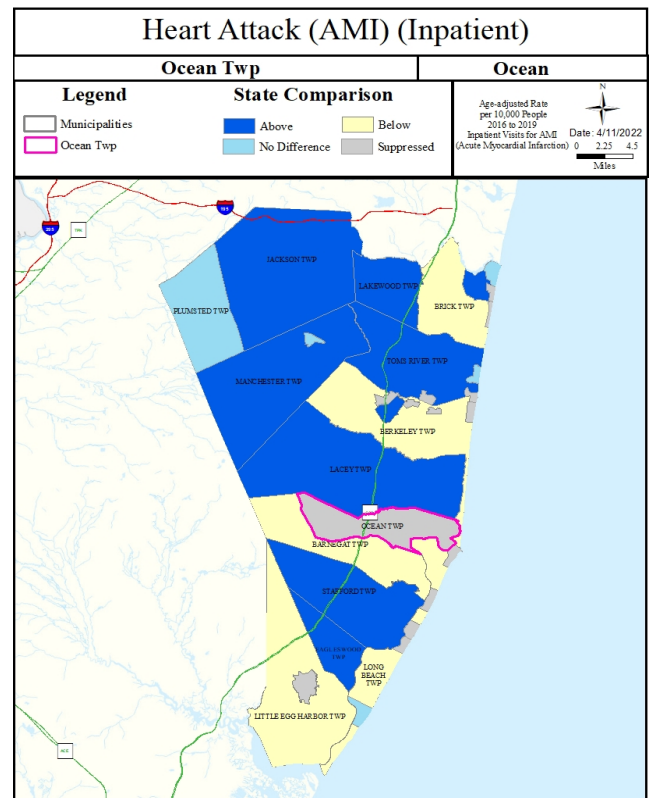 Heart Attack (AMI) (Inpatient)
Ocean Twp
Ocean
Legend
Municipalities
Ocean Twp
State Comparison
Above
Below
No Difference
Suppressed
Age-adjusted Rate
per 10,000 People
2016 to 2019
Inpatient Visits for AMI
(Acute Myocardial Infarction)
N
Date: 4/11/2022
0 2.25 4.5
Miles
195
295
JACKSON TWP
LAKEWOOD TWP
PLUMSTED TWP
BRICK TWP
TOMS RIVER TWP
MANCHESTER TWP
BERKELEY TWP
LACEY TWP
OCEAN TWP
BARNEGAT TWP
STAFFORD TWP
EAGLESWOOD
TWP
LONG
BEACH
TWP
LITTLE EGG HARBOR TWP
ACE